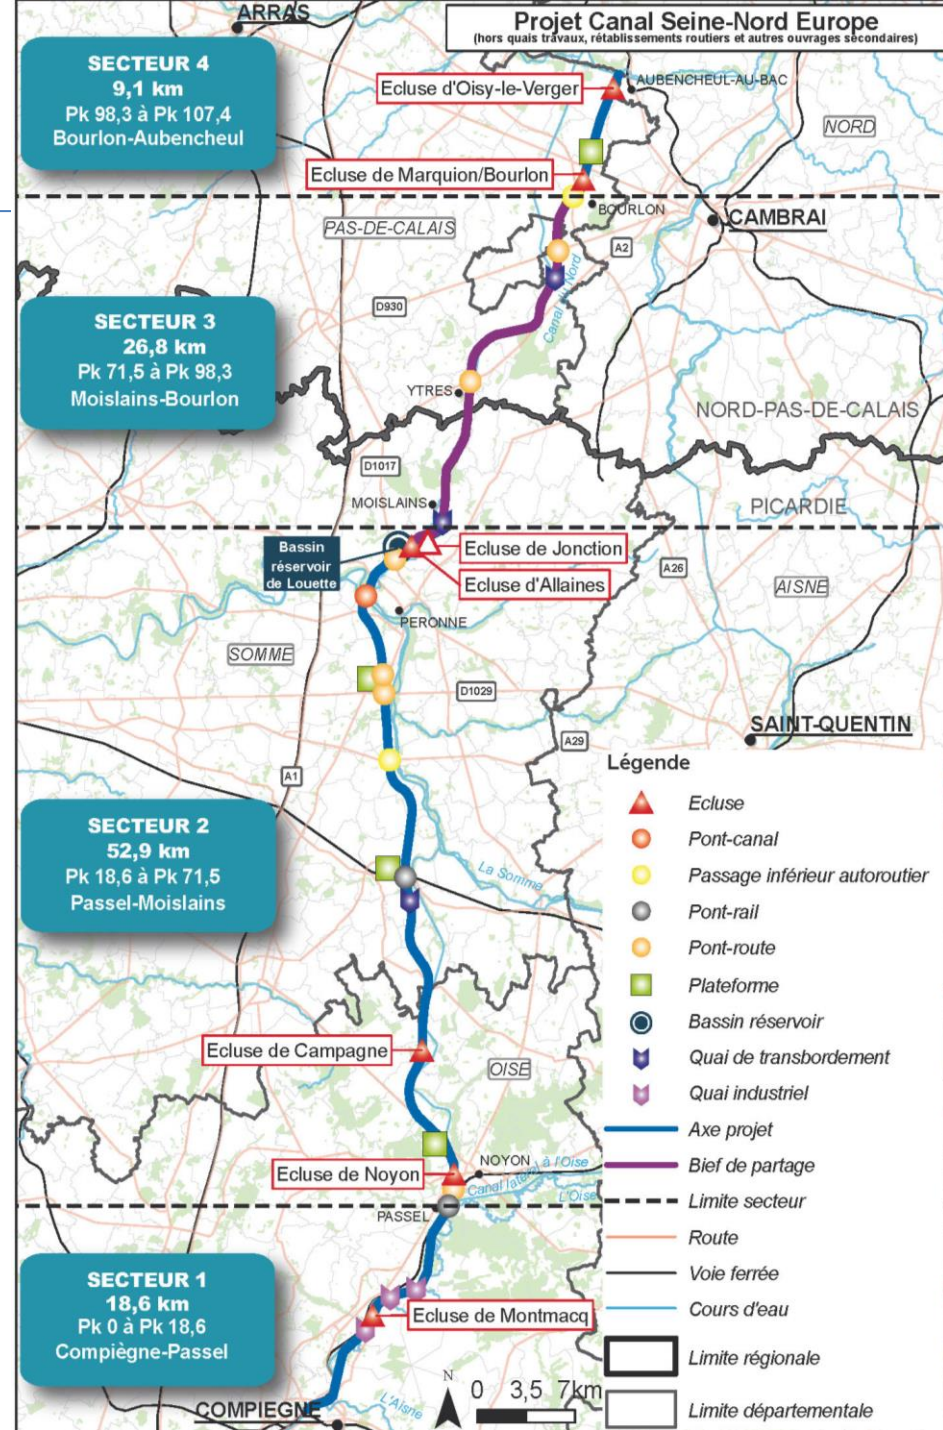 ARRAS
Projet Canal Seine-Nord Europe
(hors quais travaux, rétablissements routiers et autres ouvrages secondaires)
SECTEUR 4
9,1 km
Pk 98,3 à Pk 107,4
Bourlon-Aubencheul
Ecluse d'Oisy-le-Verger
AUBENCHEUL-AU-BAC
NORD
Ecluse de Marquion/Bourlon
BOURLON
CAMBRAI
PAS-DE-CALAIS
A2
Canal du Nord
D930
SECTEUR 3
26,8 km
Pk 71,5 à Pk 98,3
Moislains-Bourlon
YTRES
NORD-PAS-DE-CALAIS
D1017
MOISLAINS
PICARDIE
Bassin
réservoir
de Louette
Ecluse de Jonction
Ecluse d'Allaines
A26
AISNE
PERONNE
SOMME
D1029
SAINT-QUENTIN
A29
A1
SECTEUR 2
52,9 km
Pk 18,6 à Pk 71,5
Passel-Moislains
La Somme
Ecluse de Campagne
OISE
Ecluse de Noyon
NOYON
Canal latéral à l'Oise
L'Oise
PASSEL
SECTEUR 1
18,6 km
Pk 0 à Pk 18,6
Compiègne-Passel
Ecluse de Montmacq
COMPIEGNE
L'Aisne
N
0 3,5 7km
Légende
Ecluse
Pont-canal
Passage inférieur autoroutier
Pont-rail
Pont-route
Plateforme
Bassin réservoir
Quai de transbordement
Quai industriel
Axe projet
Bief de partage
Limite secteur
Route
Voie ferrée
Cours d'eau
Limite régionale
Limite départementale